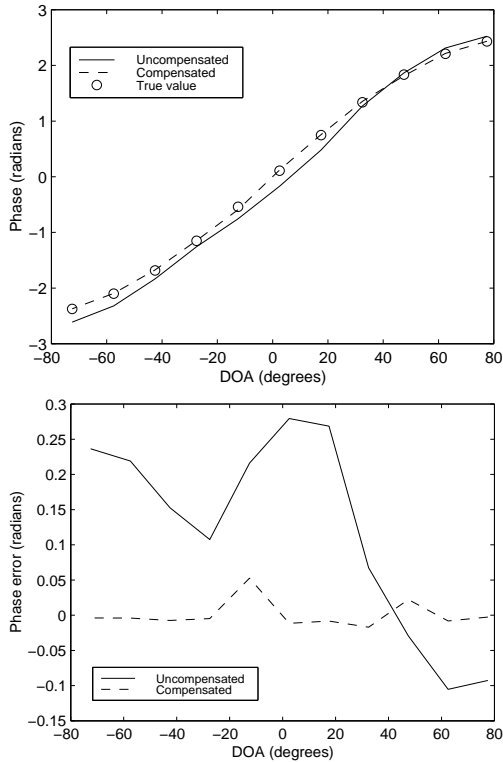 3
2
1
0
−1
−2
−3
Phase (radians)
Uncompensated
Compensated
True value
−80 −60 −40 −20 0 20 40 60 80
DOA (degrees)
0.3
0.25
0.2
0.15
0.1
0.05
0
−0.05
−0.1
−0.15
Phase error (radians)
Uncompensated
Compensated
−80 −60 −40 −20 0 20 40 60 80
DOA (degrees)